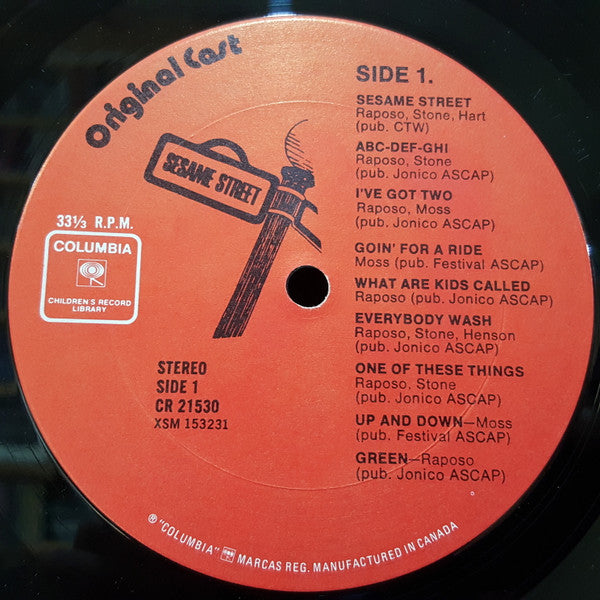 Original Cast
SESAME STREET
33⅓ R.P.M.
COLUMBIA
CHILDREN'S RECORD
LIBRARY
STEREO
SIDE 1
CR 21530
XSM 153231
SIDE 1.
SESAME STREET
Raposo, Stone, Hart
(pub. CTW)
ABC-DEF-GHI
Raposo, Stone
(pub. Jonico ASCAP)
I'VE GOT TWO
Raposo, Moss
(pub. Jonico ASCAP)
GOIN' FOR A RIDE
Moss (pub. Festival ASCAP)
WHAT ARE KIDS CALLED
Raposo (pub. Jonico ASCAP)
EVERYBODY WASH
Raposo, Stone, Henson
(pub. Jonico ASCAP)
ONE OF THESE THINGS
Raposo, Stone
(pub. Jonico ASCAP)
UP AND DOWN—Moss
(pub. Festival ASCAP)
GREEN—Raposo
(pub. Jonico ASCAP)
® "COLUMBIA" MARCAS REG. MANUFACTURED IN CANADA